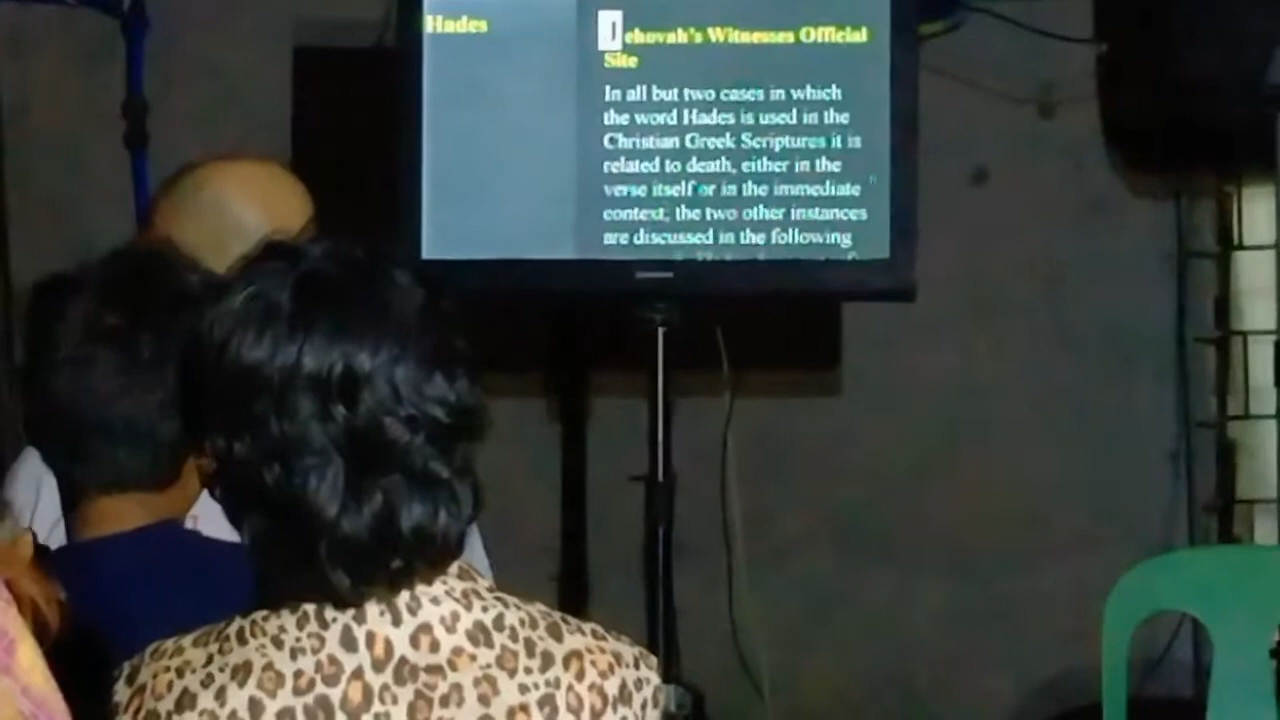 Hades
Jehovah's Witnesses Official
Site
In all but two cases in which
the word Hades is used in the
Christian Greek Scriptures it is
related to death, either in the
verse itself or in the immediate
context; the two other instances
are discussed in the following